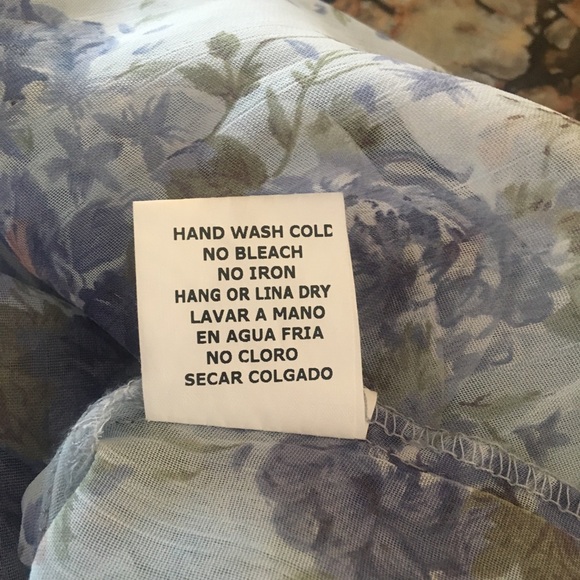 HAND WASH COLD
NO BLEACH
NO IRON
HANG OR LINA DRY
LAVAR A MANO
EN AGUA FRIA
NO CLORO
SECAR COLGADO